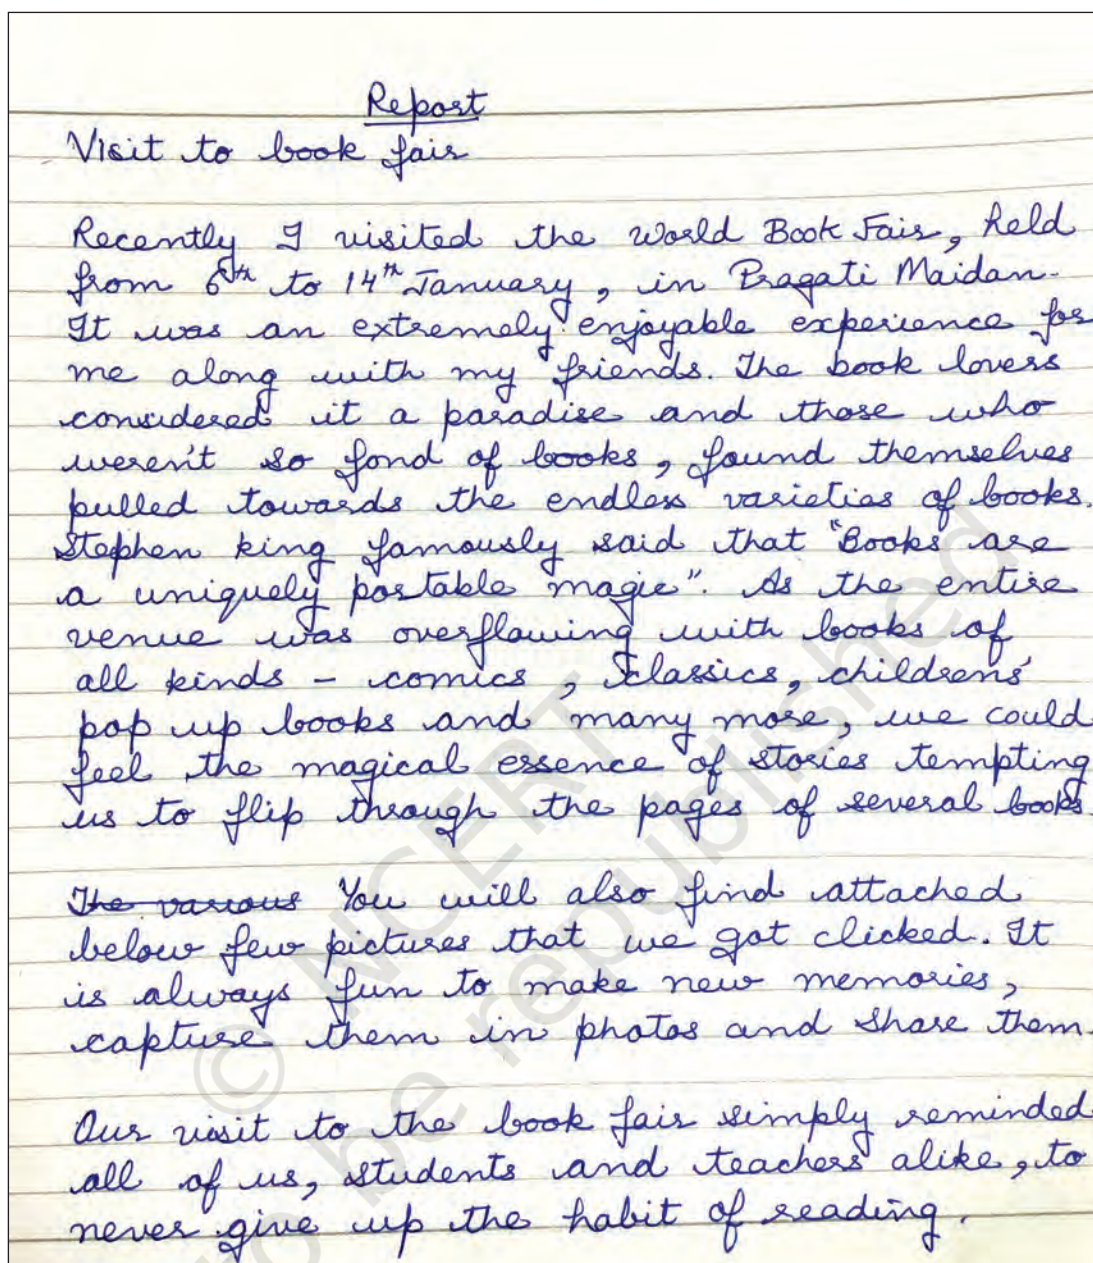 Report
Visit to book fair
Recently I visited the World Book Fair, held
from 6th to 14th January, in Pragati Maidan.
It was an extremely enjoyable experience for
me along with my friends. The book lovers
considered it a paradise and those who
weren't so fond of books, found themselves
pulled towards the endless varieties of books.
Stephen king famously said that "Books are
a uniquely portable magic". As the entire
venue was overflowing with books of
all kinds - comics, classics, childrens'
pop up books and many more, we could
feel the magical essence of stories tempting
us to flip through the pages of several books.
The various You will also find attached
below few pictures that we got clicked. It
is always fun to make new memories,
capture them in photos and share them.
Our visit to the book fair simply reminded
all of us, students and teachers alike, to
never give up the habit of reading.
© NCERT
to be republished